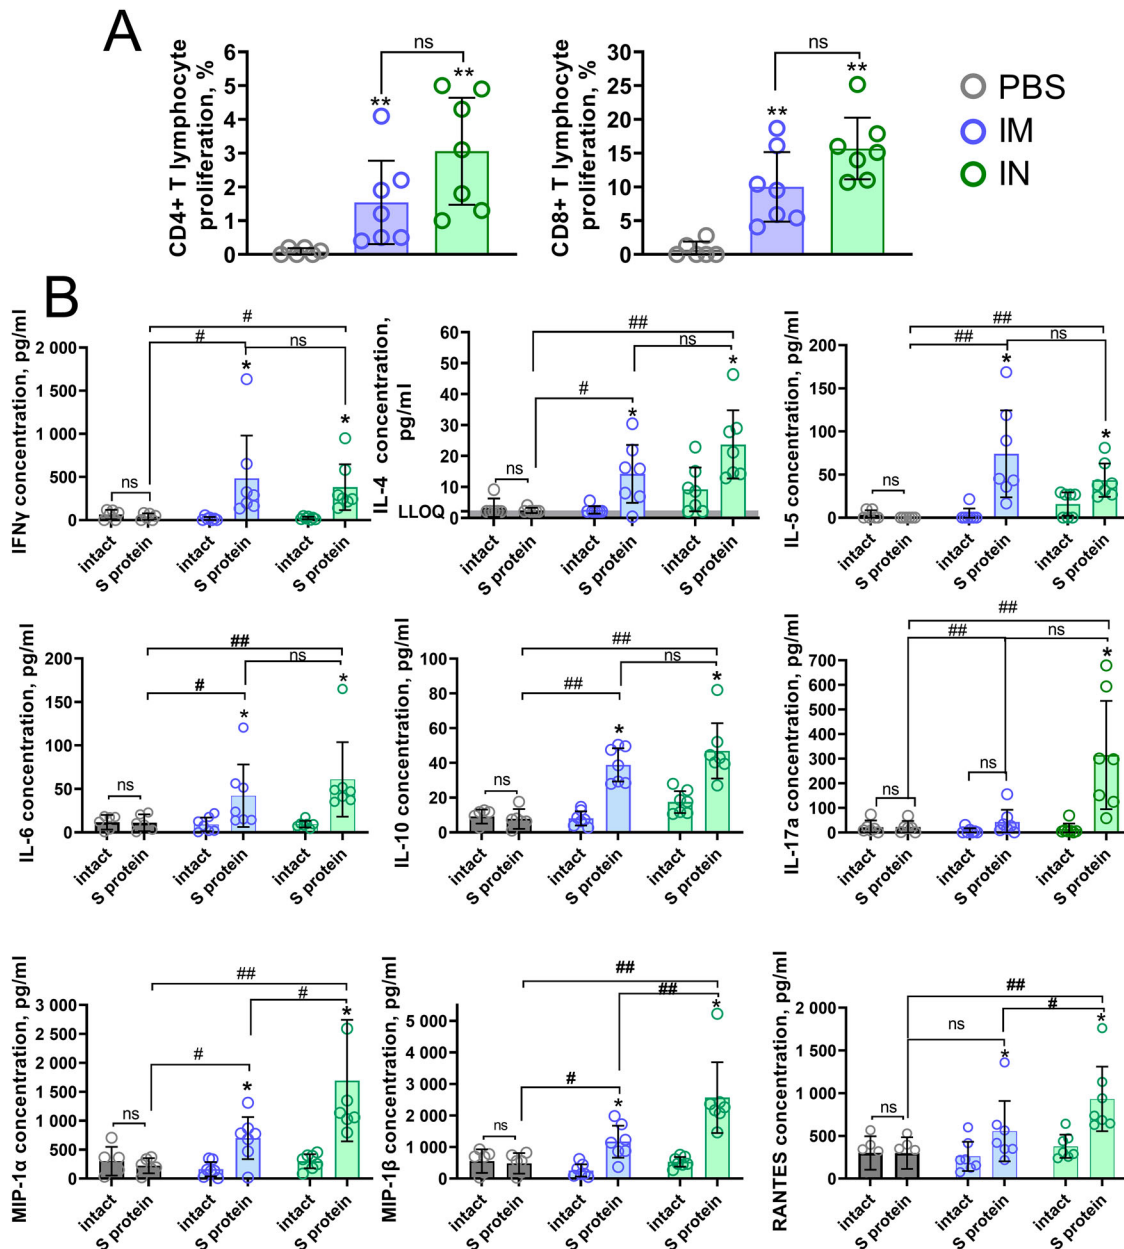 A
CD4+ T lymphocyte
proliferation, %
6
5
4
3
2
1
0
**
ns
**
CD8+ T lymphocyte
proliferation, %
30
25
20
15
10
5
0
**
ns
**
PBS
IM
IN
B
IFNγ concentration, pg/ml
2 000
1 500
1 000
500
0
#
#
ns
ns
*
*
intact
S protein
intact
S protein
intact
S protein
IL-4 concentration,
pg/ml
60
50
40
30
20
10
0
LLOQ
##
ns
#
ns
*
*
intact
S protein
intact
S protein
intact
S protein
IL-5 concentration, pg/ml
200
150
100
50
0
##
##
ns
ns
*
*
intact
S protein
intact
S protein
intact
S protein
IL-6 concentration, pg/ml
200
150
100
50
0
##
ns
#
ns
*
*
intact
S protein
intact
S protein
intact
S protein
IL-10 concentration, pg/ml
100
80
60
40
20
0
##
ns
##
ns
*
*
intact
S protein
intact
S protein
intact
S protein
IL-17a concentration, pg/ml
700
600
500
400
300
200
100
0
##
##
ns
ns
ns
*
intact
S protein
intact
S protein
intact
S protein
MIP-1α concentration, pg/ml
3 000
2 500
2 000
1 500
1 000
500
0
##
#
#
ns
*
*
intact
S protein
intact
S protein
intact
S protein
MIP-1β concentration, pg/ml
5 000
4 000
3 000
2 000
1 000
0
##
##
#
ns
*
*
intact
S protein
intact
S protein
intact
S protein
RANTES concentration, pg/ml
2 000
1 500
1 000
500
0
##
#
ns
ns
*
*
intact
S protein
intact
S protein
intact
S protein